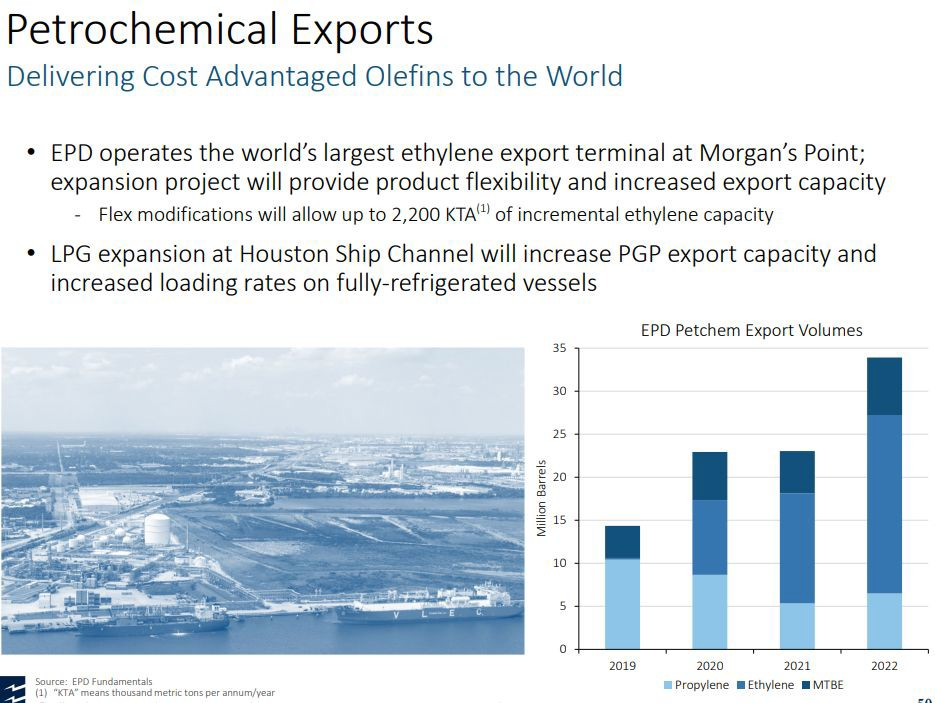 Petrochemical Exports
Delivering Cost Advantaged Olefins to the World
• EPD operates the world’s largest ethylene export terminal at Morgan’s Point;
expansion project will provide product flexibility and increased export capacity
- Flex modifications will allow up to 2,200 KTA(1) of incremental ethylene capacity
• LPG expansion at Houston Ship Channel will increase PGP export capacity and
increased loading rates on fully-refrigerated vessels
EPD Petchem Export Volumes
35
30
25
20
15
10
5
0
Million Barrels
2019 2020 2021 2022
Propylene Ethylene MTBE
V L E C
Source: EPD Fundamentals
(1) “KTA” means thousand metric tons per annum/year